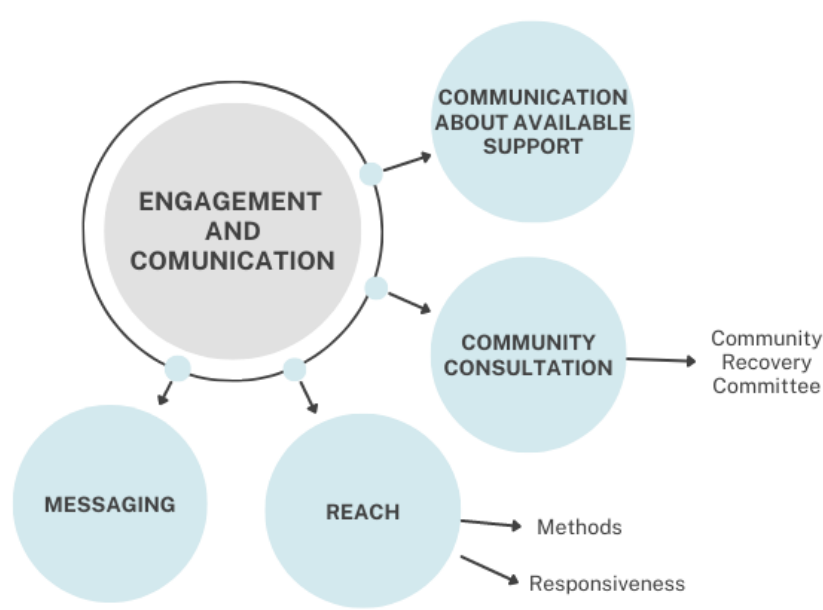 COMMUNICATION
ABOUT AVAILABLE
SUPPORT
ENGAGEMENT
AND
COMUNICATION
COMMUNITY
CONSULTATION
Community
Recovery
Committee
MESSAGING
REACH
Methods
Responsiveness